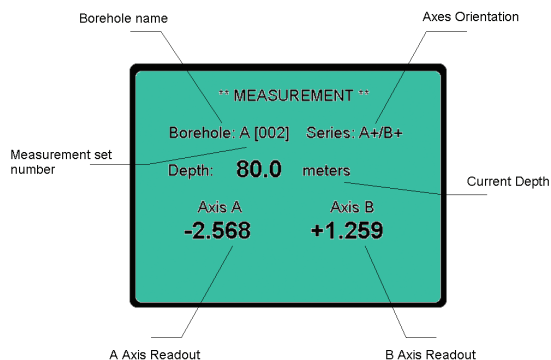 Borehole name
Axes Orientation
** MEASUREMENT **
Borehole: A [002] Series: A+/B+
Measurement set
number
Depth: 80.0 meters
Current Depth
Axis A Axis B
-2.568 +1.259
A Axis Readout B Axis Readout